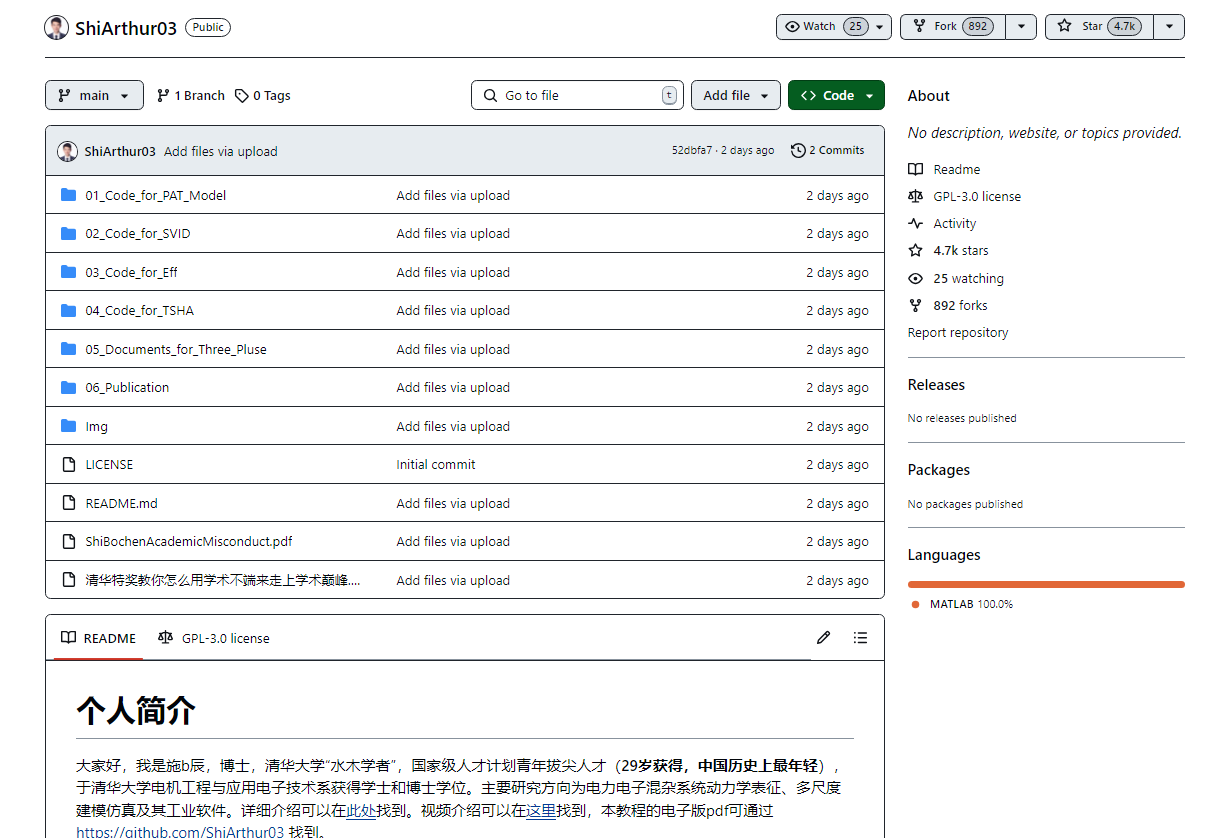 ShiArthur03 Public
Watch 25 Fork 892 Star 4.7k
main 1 Branch 0 Tags Go to file t Add file Code
ShiArthur03 Add files via upload 52dbfa7 · 2 days ago 2 Commits
01_Code_for_PAT_Model Add files via upload 2 days ago
02_Code_for_SVID Add files via upload 2 days ago
03_Code_for_Eff Add files via upload 2 days ago
04_Code_for_TSHA Add files via upload 2 days ago
05_Documents_for_Three_Pluse Add files via upload 2 days ago
06_Publication Add files via upload 2 days ago
Img Add files via upload 2 days ago
LICENSE Initial commit 2 days ago
README.md Add files via upload 2 days ago
ShiBochenAcademicMisconduct.pdf Add files via upload 2 days ago
清华特奖教你怎么用学术不端来走上学术巅峰.... Add files via upload 2 days ago
README GPL-3.0 license
个人简介
大家好，我是施b辰，博士，清华大学“水木学者”，国家级人才计划青年拔尖人才（29岁获得，中国历史上最年轻），
于清华大学电机工程与应用电子技术系获得学士和博士学位。主要研究方向为电力电子混杂系统动力学表征、多尺度
建模仿真及其工业软件。详细介绍可以在此处找到。视频介绍可以在这里找到，本教程的电子版pdf可通过
https://github.com/ShiArthur03 找到。
About
No description, website, or topics provided.
Readme
GPL-3.0 license
Activity
4.7k stars
25 watching
892 forks
Report repository
Releases
No releases published
Packages
No packages published
Languages
MATLAB 100.0%